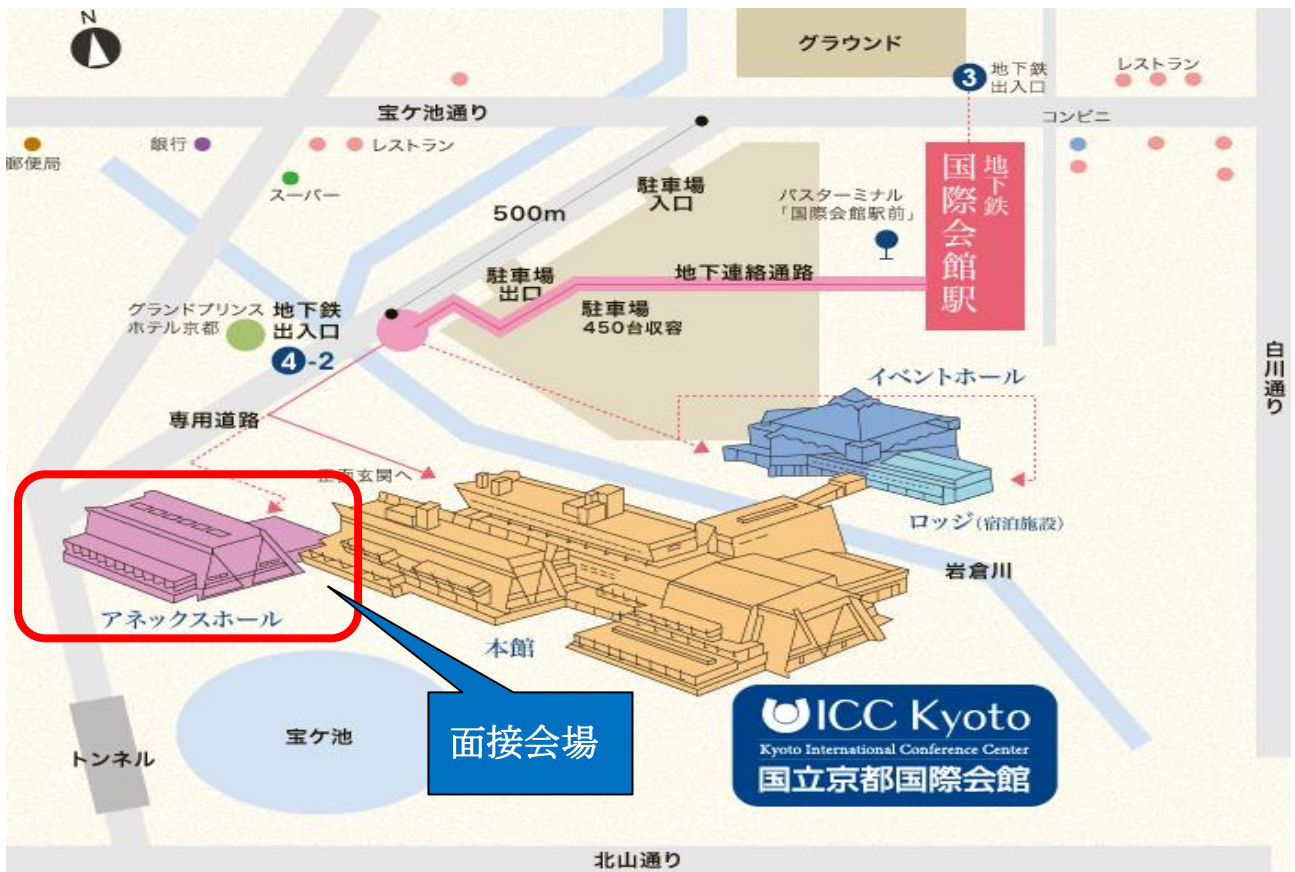 N
グラウンド
3
地下鉄
出入口
レストラン
宝ケ池通り
コンビニ
銀行
レストラン
郵便局
スーパー
駐車場
入口
バスターミナル
「国際会館駅前」
地下鉄
国際会館駅
500m
駐車場
出口
地下連絡通路
グランドプリンス
ホテル京都
地下鉄
出入口
4-2
駐車場
450台収容
白川通り
イベントホール
専用道路
正面玄関へ
ロッジ(宿泊施設)
岩倉川
アネックスホール
本館
面接会場
宝ケ池
トンネル
ICC Kyoto
Kyoto International Conference Center
国立京都国際会館
北山通り